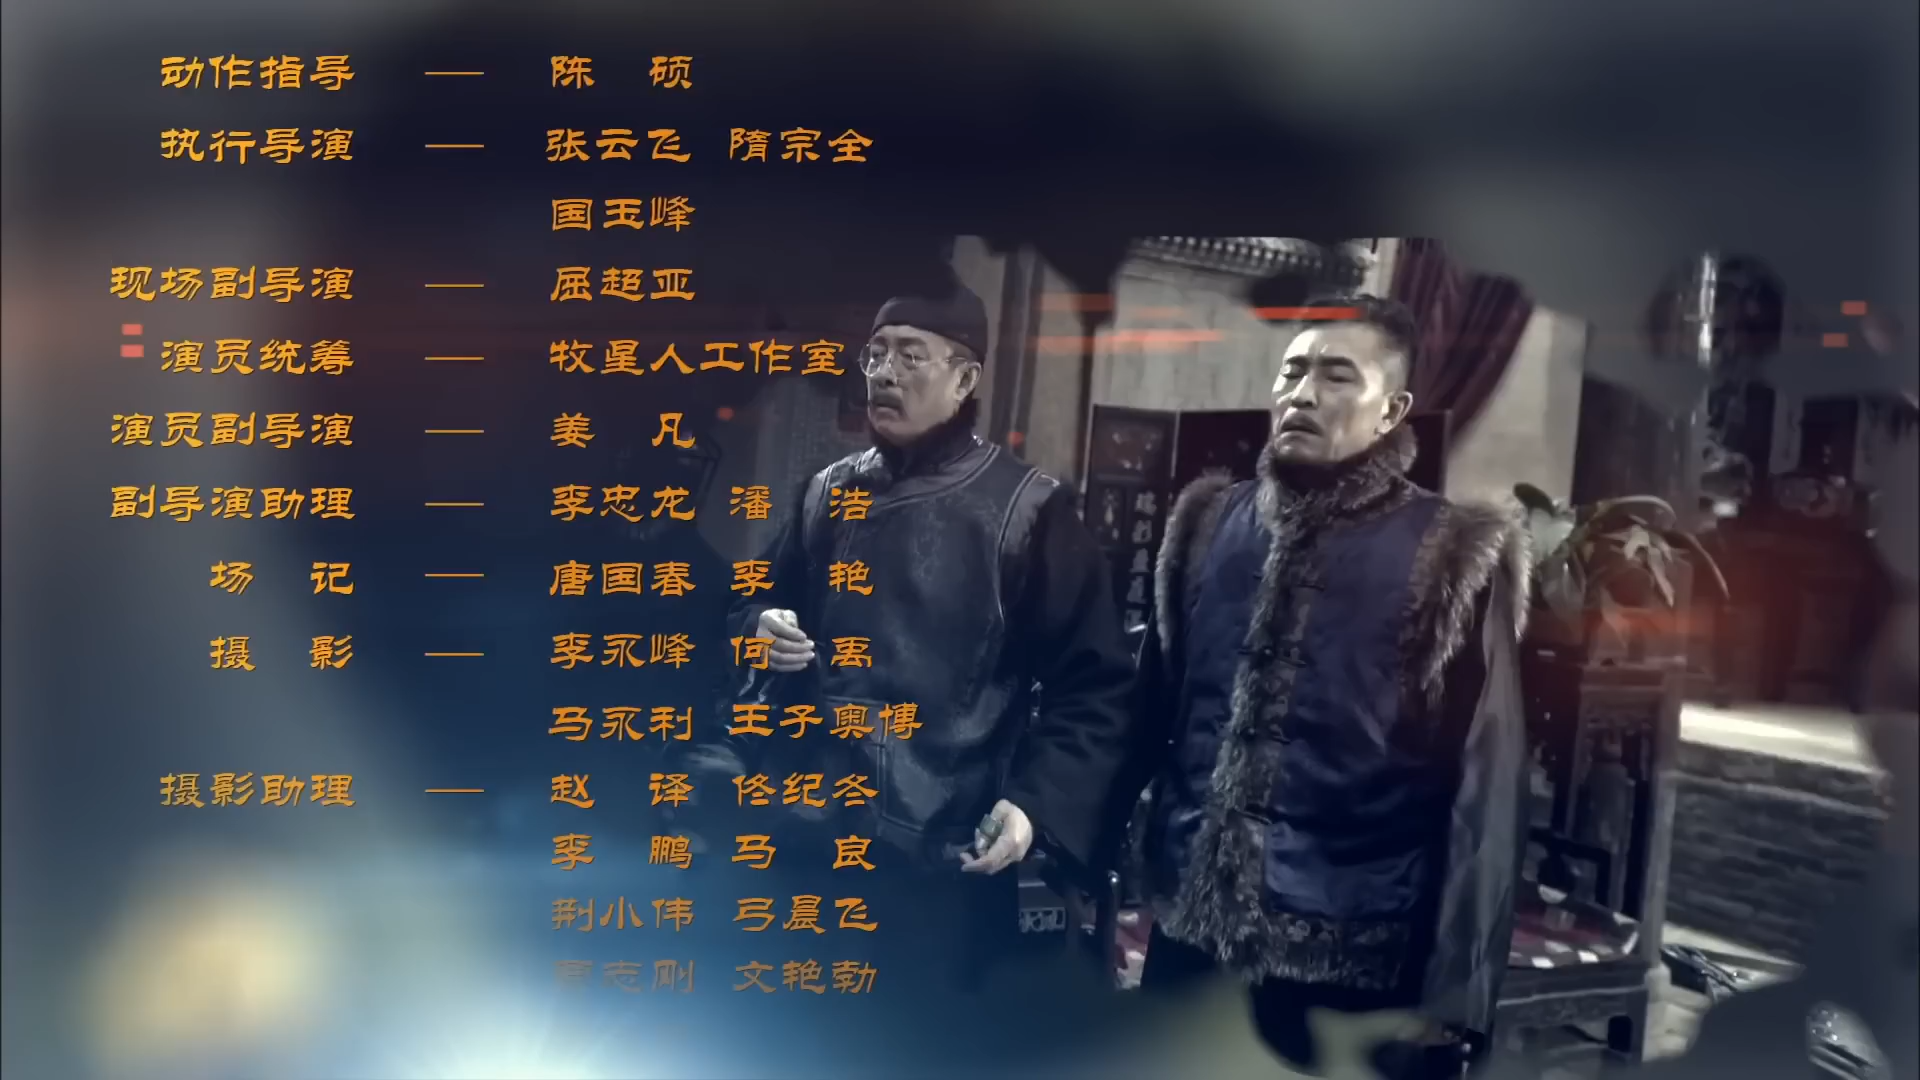 动作指导 —— 陈 硕
执行导演 —— 张云飞 隋宗全
国玉峰
现场副导演 —— 屈超亚
演员统筹 —— 牧星人工作室
演员副导演 —— 姜 凡
副导演助理 —— 李忠龙 潘 浩
场 记 —— 唐国春 李 艳
摄 影 —— 李永峰 何 禹
马永利 王子奥博
摄影助理 —— 赵 译 佟纪冬
李 鹏 马 良
荆小伟 弓晨飞
志刚 文艳勃